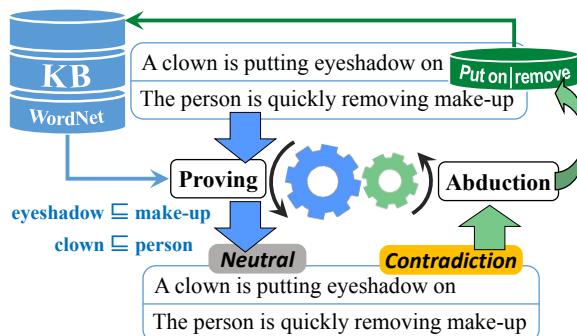 KB
WordNet
A clown is putting eyeshadow on
The person is quickly removing make-up
Put on|remove
Proving
Abduction
eyeshadow ⊑ make-up
clown ⊑ person
Neutral
Contradiction
A clown is putting eyeshadow on
The person is quickly removing make-up